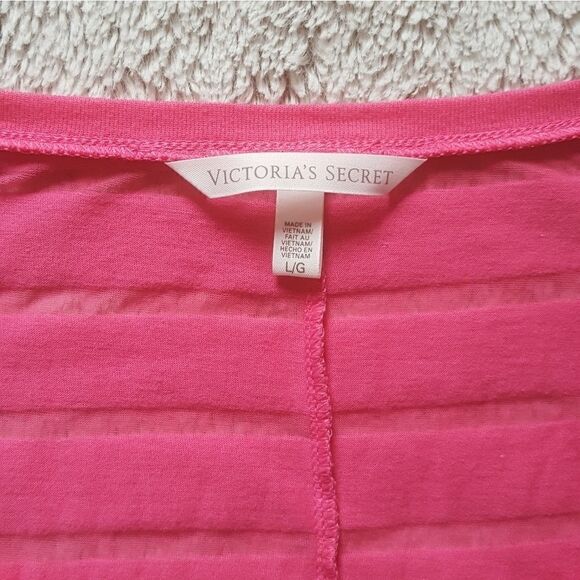 VICTORIA'S SECRET
MADE IN
VIETNAM/
FAIT AU
VIETNAM/
HECHO EN
VIETNAM
L/G